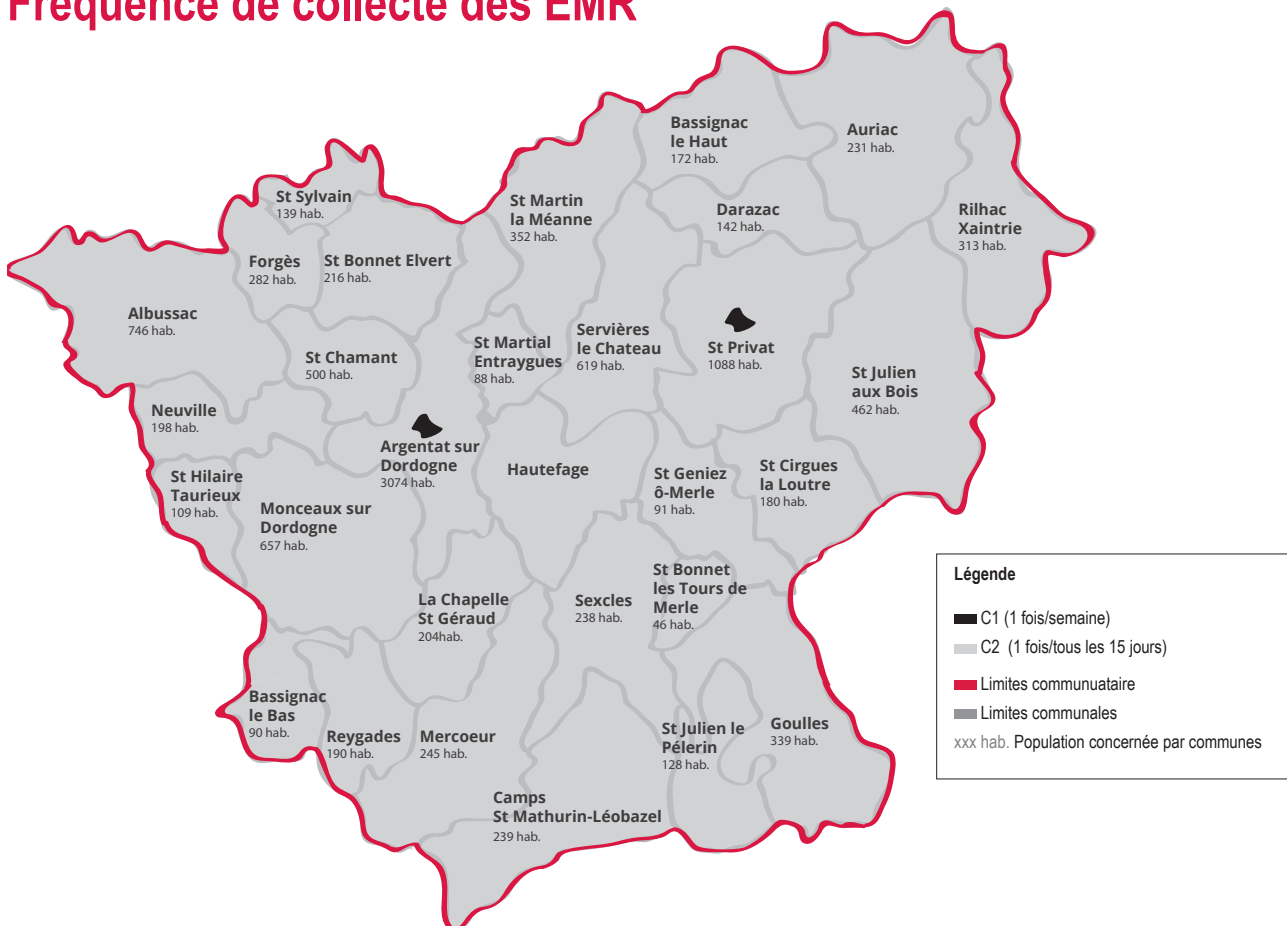 Fréquence de collecte des EMR
Bassignac
le Haut
172 hab.
Auriac
231 hab.
St Sylvain
139 hab.
St Martin
la Méanne
352 hab.
Darazac
142 hab.
Rilhac
Xaintrie
313 hab.
Forgès
282 hab.
St Bonnet Elvert
216 hab.
Albussac
746 hab.
St Chamant
500 hab.
St Martial
Entraygues
88 hab.
Servières
le Chateau
619 hab.
St Privat
1088 hab.
St Julien
aux Bois
462 hab.
Neuville
198 hab.
Argentat sur
Dordogne
3074 hab.
Hautefage
St Geniez
ô-Merle
91 hab.
St Cirgues
la Loutre
180 hab.
St Hilaire
Taurieux
109 hab.
Monceaux sur
Dordogne
657 hab.
La Chapelle
St Géraud
204hab.
Sexcles
238 hab.
St Bonnet
les Tours de
Merle
46 hab.
Bassignac
le Bas
90 hab.
Reygades
190 hab.
Mercoeur
245 hab.
St Julien le
Pélerin
128 hab.
Goulles
339 hab.
Camps
St Mathurin-Léobazel
239 hab.
Légende
C1 (1 fois/semaine)
C2 (1 fois/tous les 15 jours)
Limites communuataire
Limites communales
xxx hab. Population concernée par communes